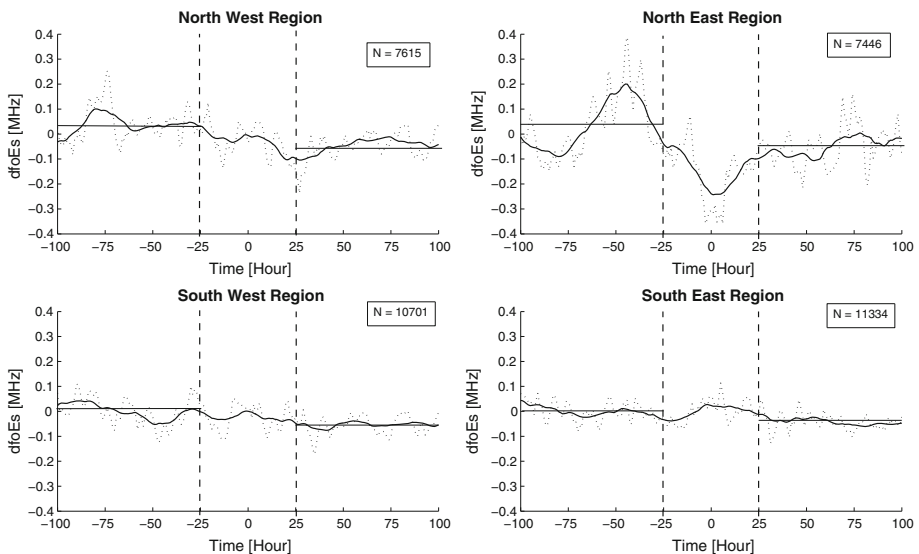 North West Region
N = 7615
dfoEs [MHz]
0.4
0.3
0.2
0.1
0
−0.1
−0.2
−0.3
−0.4
−100 −75 −50 −25 0 25 50 75 100
Time [Hour]
North East Region
N = 7446
dfoEs [MHz]
0.4
0.3
0.2
0.1
0
−0.1
−0.2
−0.3
−0.4
−100 −75 −50 −25 0 25 50 75 100
Time [Hour]
South West Region
N = 10701
dfoEs [MHz]
0.4
0.3
0.2
0.1
0
−0.1
−0.2
−0.3
−0.4
−100 −75 −50 −25 0 25 50 75 100
Time [Hour]
South East Region
N = 11334
dfoEs [MHz]
0.4
0.3
0.2
0.1
0
−0.1
−0.2
−0.3
−0.4
−100 −75 −50 −25 0 25 50 75 100
Time [Hour]